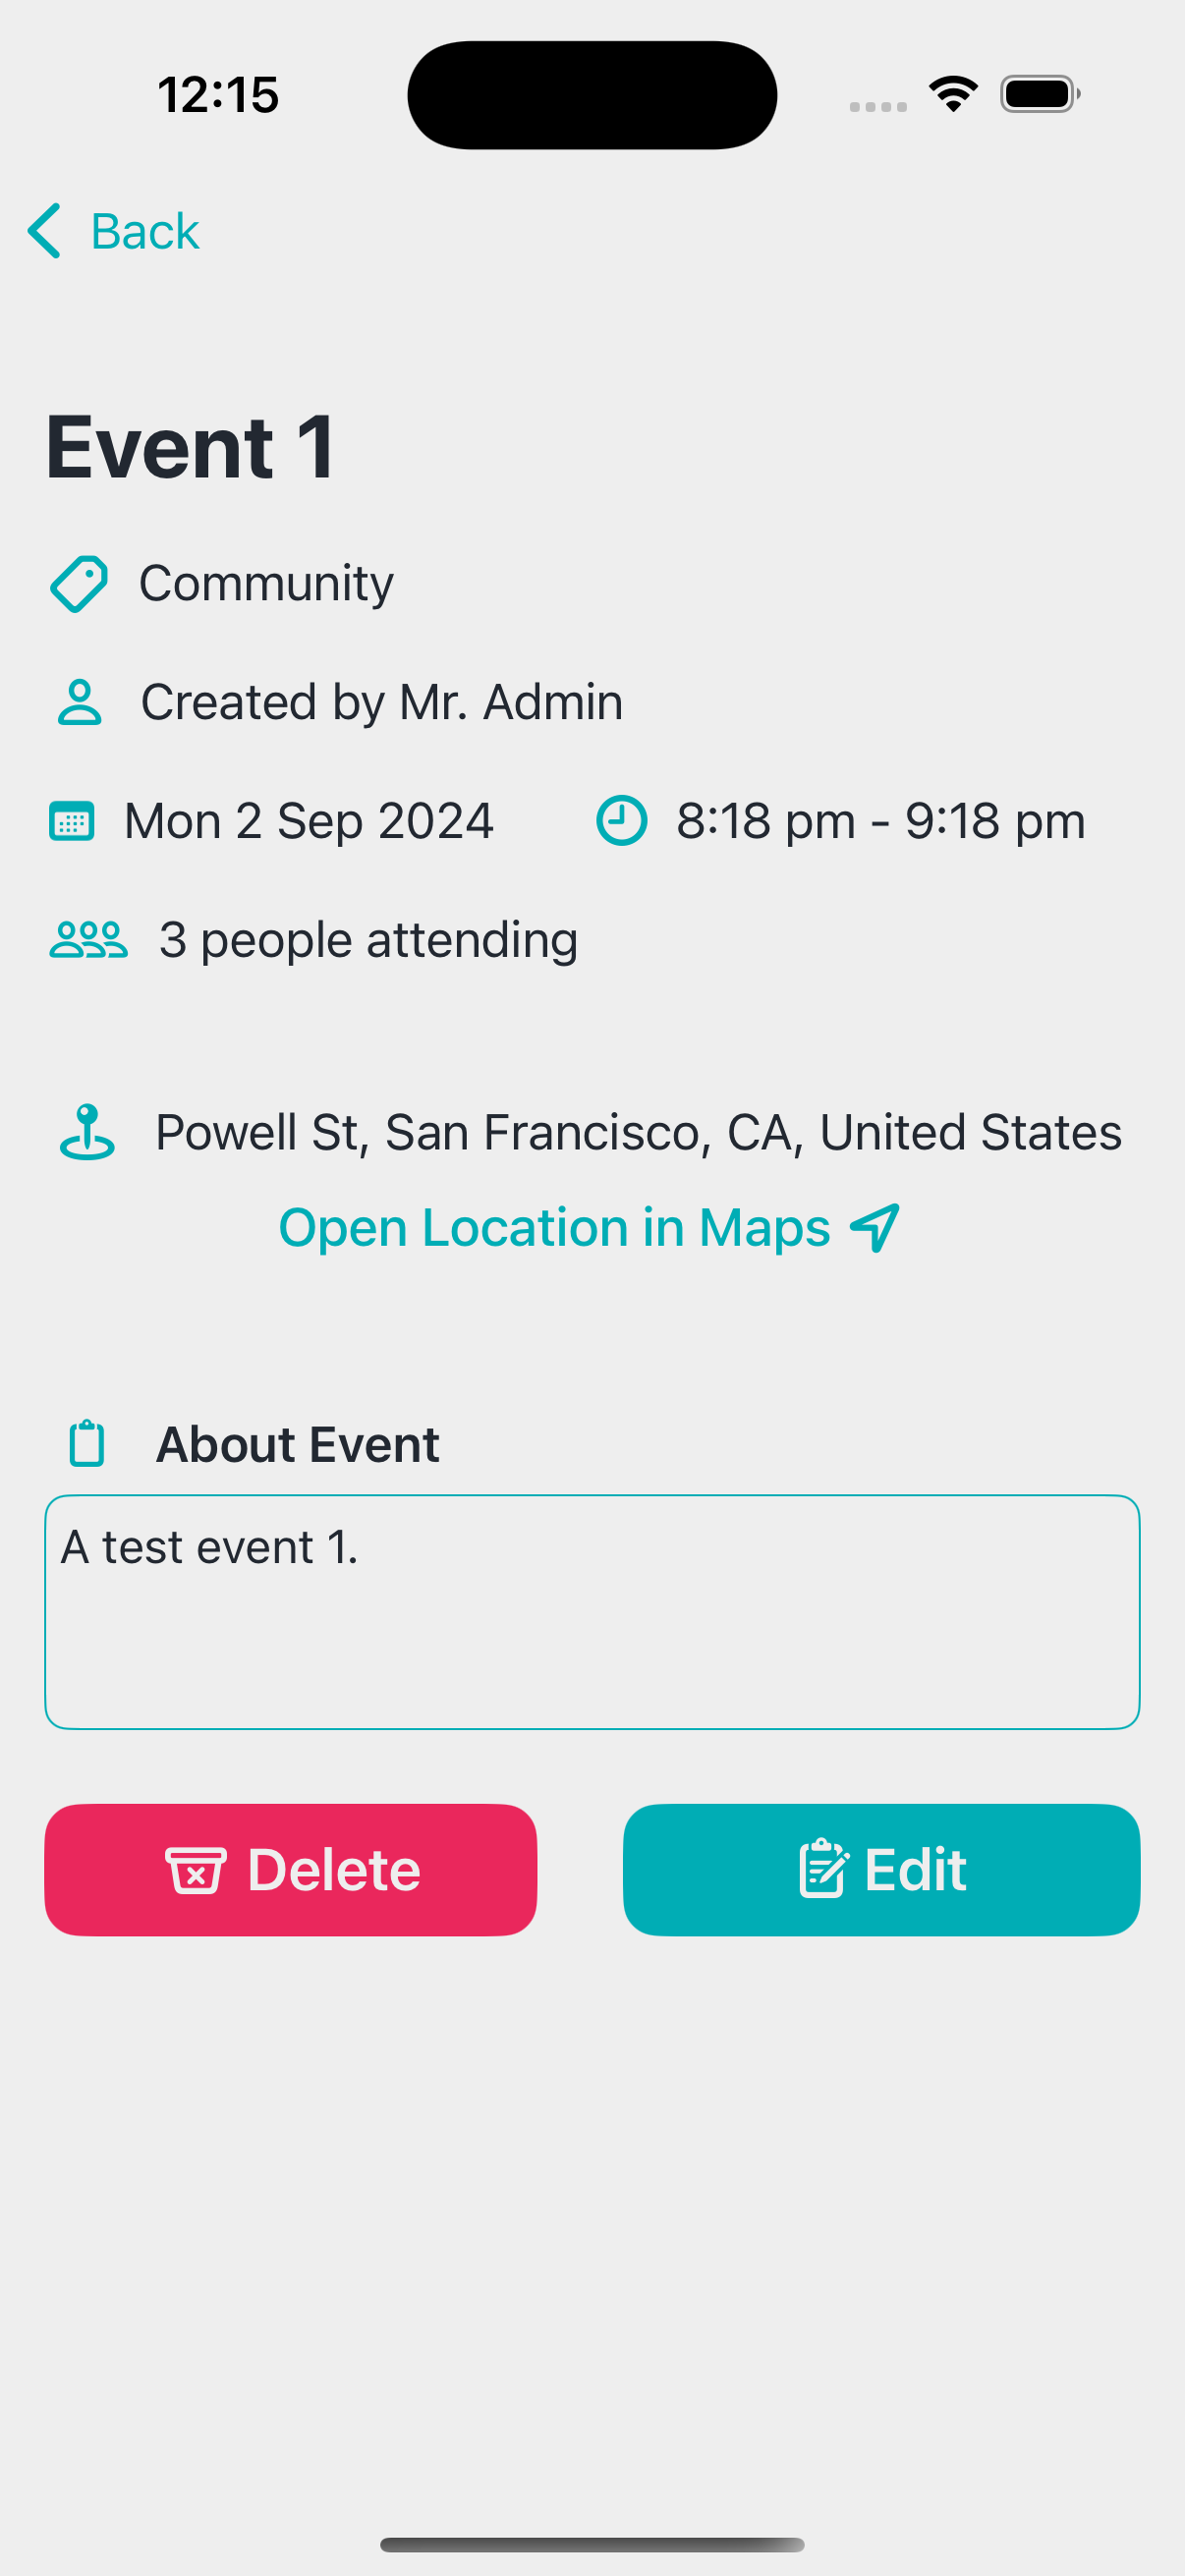 12:15
Back
Event 1
Community
Created by Mr. Admin
Mon 2 Sep 2024
8:18 pm - 9:18 pm
3 people attending
Powell St, San Francisco, CA, United States
Open Location in Maps
About Event
A test event 1.
Delete
Edit